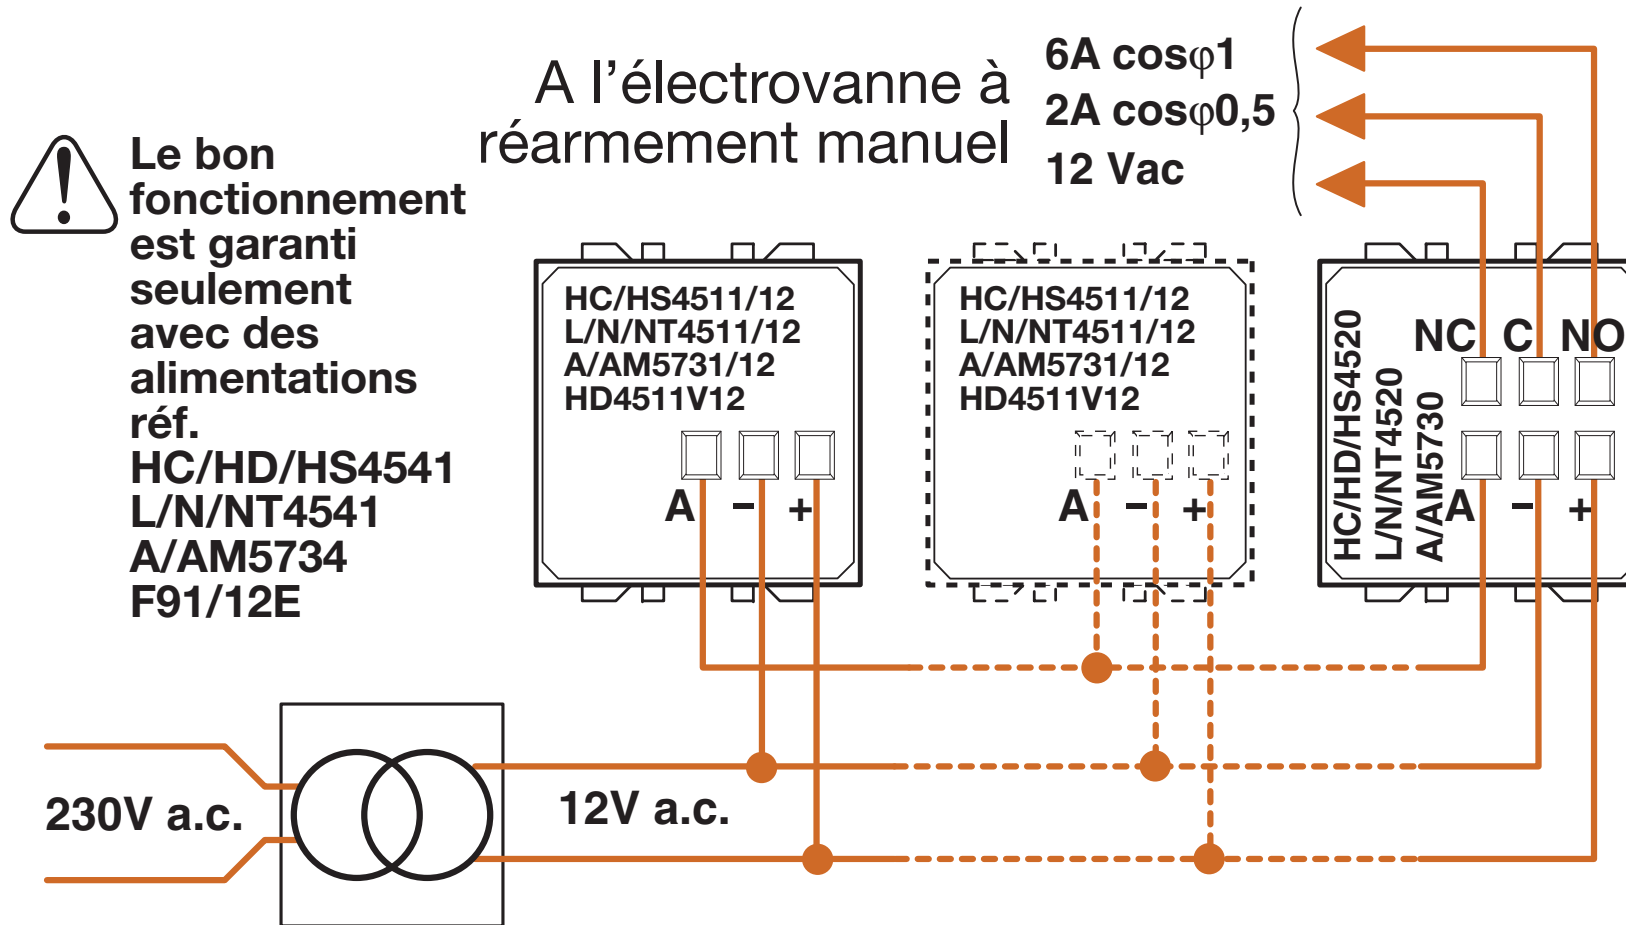 A l’électrovanne à
réarmement manuel
6A cosφ1
2A cosφ0,5
12 Vac
Le bon
fonctionnement
est garanti
seulement
avec des
alimentations
réf.
HC/HD/HS4541
L/N/NT4541
A/AM5734
F91/12E
HC/HS4511/12
L/N/NT4511/12
A/AM5731/12
HD4511V12
A - +
HC/HS4511/12
L/N/NT4511/12
A/AM5731/12
HD4511V12
A - +
HC/HD/HS4520
L/N/NT4520
A/AM5730
NC C NO
A - +
230V a.c.
12V a.c.